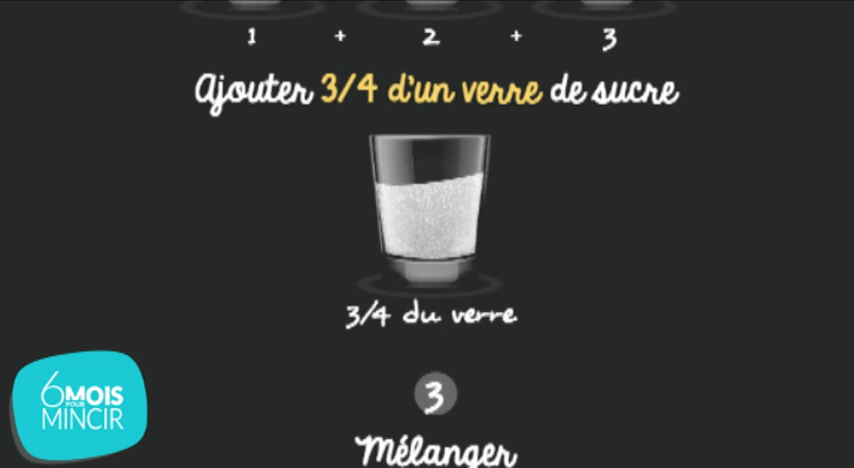 1 + 2 + 3
Ajouter 3/4 d'un verre de sucre
3/4 du verre
3
Mélanger
6 MOIS
POUR
MINCIR